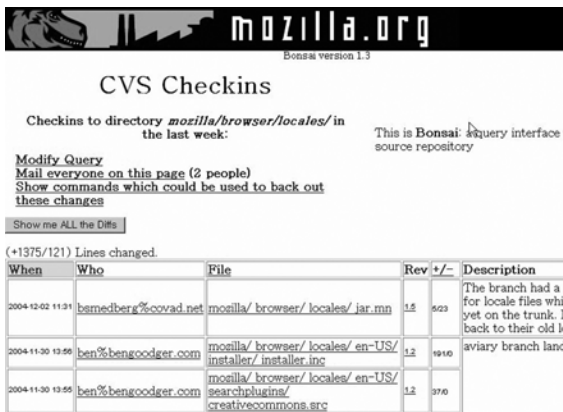 mozilla.org
Bonsai version 1.3
CVS Checkins
Checkins to directory mozilla/browser/locales/ in
the last week:
This is Bonsai: a query interface
source repository
Modify Query
Mail everyone on this page (2 people)
Show commands which could be used to back out
these changes
Show me ALL the Diffs
(+1375/121) Lines changed.
When Who File Rev +/- Description
2004-12-02 11:31 bsmedberg%covad.net mozilla/ browser/ locales/ jar.mn 1.5 5/23
The branch had a
for locale files whi
yet on the trunk.
back to their old l
2004-11-30 13:56 ben%bengoodger.com mozilla/ browser/ locales/ en-US/
installer/ installer.inc 1.2 191/0 aviary branch land
2004-11-30 13:55 ben%bengoodger.com mozilla/ browser/ locales/ en-US/
searchplugins/
creativecommons.src 1.2 37/0